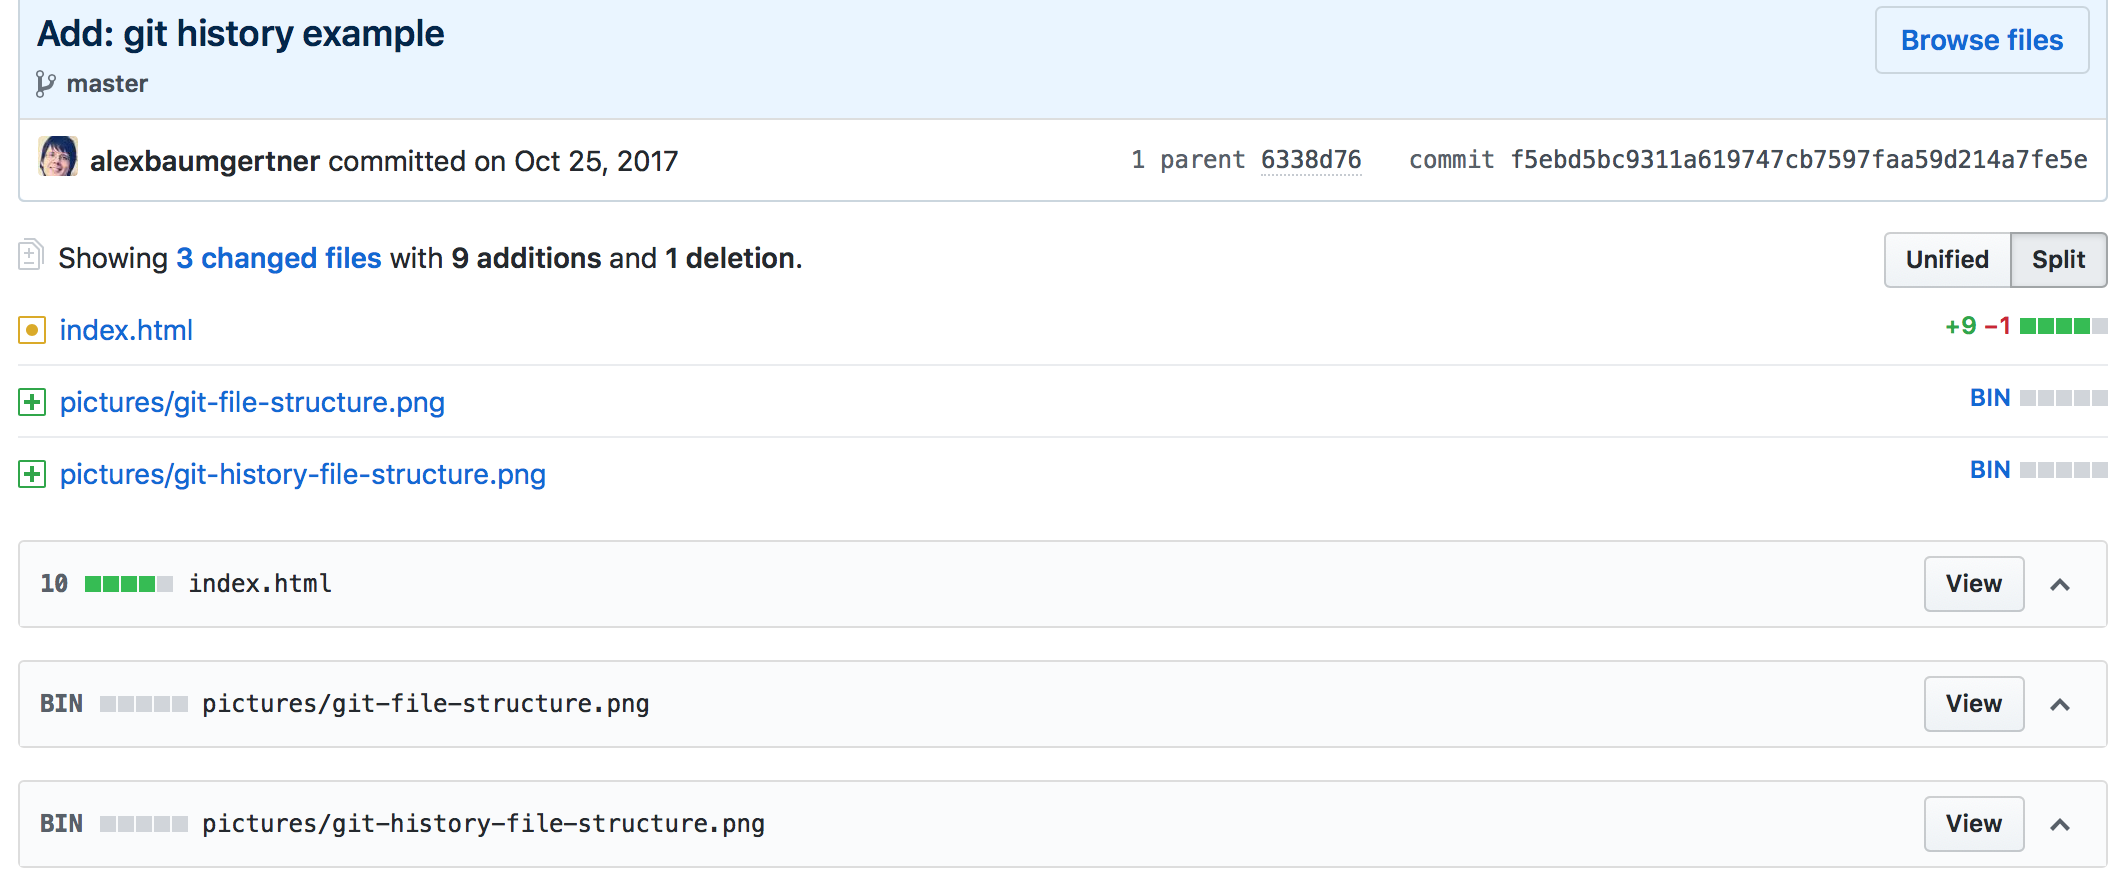 Add: git history example
Browse files
master
alexbaumgertner committed on Oct 25, 2017
1 parent 6338d76 commit f5ebd5bc9311a619747cb7597faa59d214a7fe5e
Showing 3 changed files with 9 additions and 1 deletion.
Unified Split
index.html +9 −1
pictures/git-file-structure.png BIN
pictures/git-history-file-structure.png BIN
10 index.html View
BIN pictures/git-file-structure.png View
BIN pictures/git-history-file-structure.png View